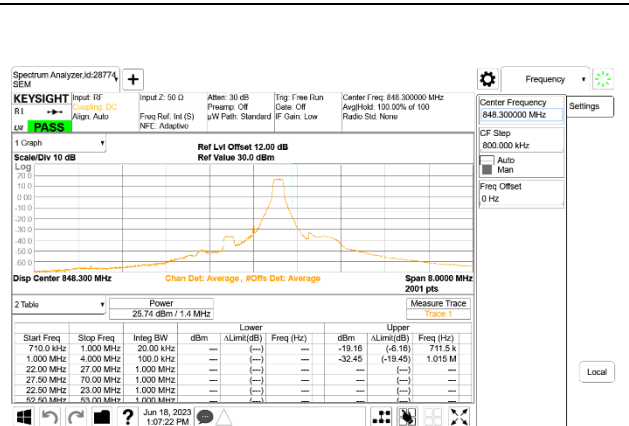 Spectrum Analyzer,Id:28774
SEM
Frequency
KEYSIGHT Input: RF Input Z: 50 Ω Atten: 30 dB Trig: Free Run Center Freq: 848.300000 MHz
Coupling: DC Preamp: Off Gate: Off Avg|Hold: 100.00% of 100
Align: Auto Freq Ref: Int (S) µW Path: Standard IF Gain: Low Radio Std: None
NFE: Adaptive
PASS
Center Frequency
848.300000 MHz
Settings
CF Step
800.000 kHz
Auto
Man
Freq Offset
0 Hz
1 Graph
Scale/Div 10 dB
Ref Lvl Offset 12.00 dB
Ref Value 30.0 dBm
Log
20.0
10.0
0.00
-10.0
-20.0
-30.0
-40.0
-50.0
-60.0
Disp Center 848.300 MHz Chan Det: Average, #Offs Det: Average Span 8.0000 MHz
2001 pts
2 Table
Power
25.74 dBm / 1.4 MHz
Measure Trace
Trace 1
Lower Upper
Start Freq Stop Freq Integ BW dBm ΔLimit(dB) Freq (Hz) dBm ΔLimit(dB) Freq (Hz)
710.0 kHz 1.000 MHz 20.00 kHz --- (---) --- -19.16 (-6.16) 711.5 k
1.000 MHz 4.000 MHz 100.0 kHz --- (---) --- -32.45 (-19.45) 1.015 M
22.00 MHz 27.00 MHz 1.000 MHz --- (---) --- --- (---) ---
27.50 MHz 70.00 MHz 1.000 MHz --- (---) --- --- (---) ---
22.50 MHz 23.00 MHz 1.000 MHz --- (---) --- --- (---) ---
52.50 MHz 53.00 MHz 1.000 MHz --- (---) --- --- (---) ---
Local
?
Jun 18, 2023
1:07:22 PM